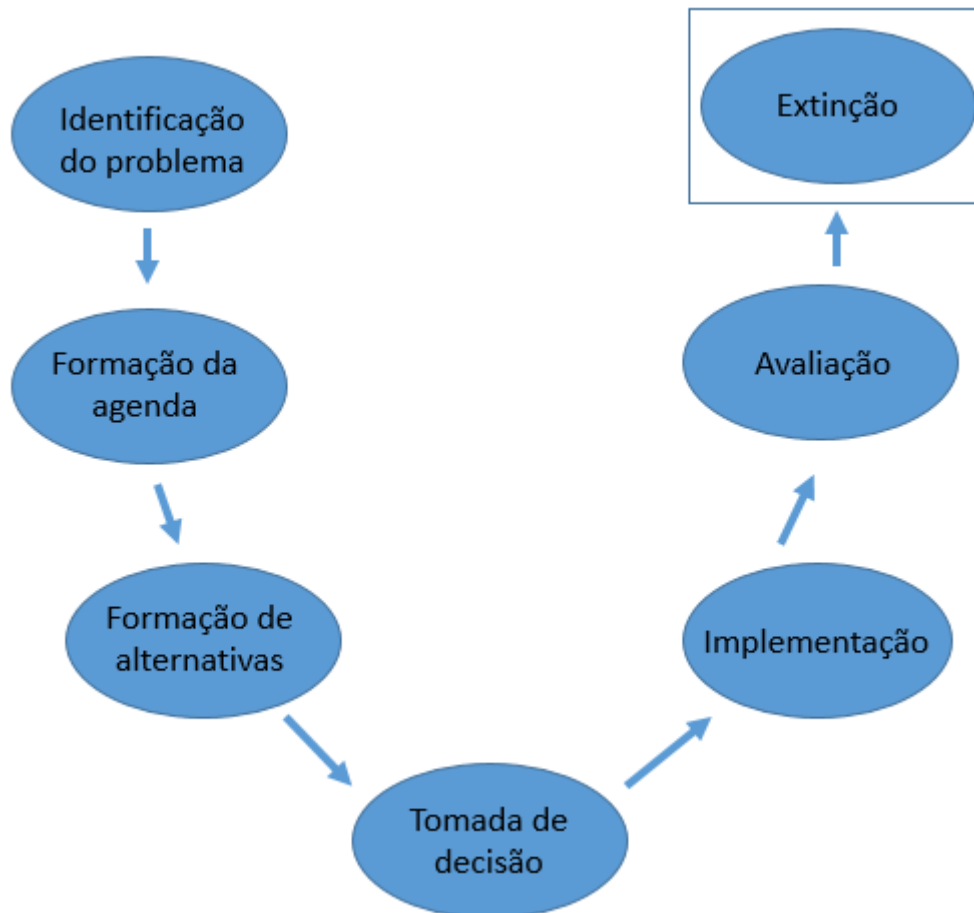 Identificação
do problema
Formação da
agenda
Formação de
alternativas
Tomada de
decisão
Implementação
Avaliação
Extinção